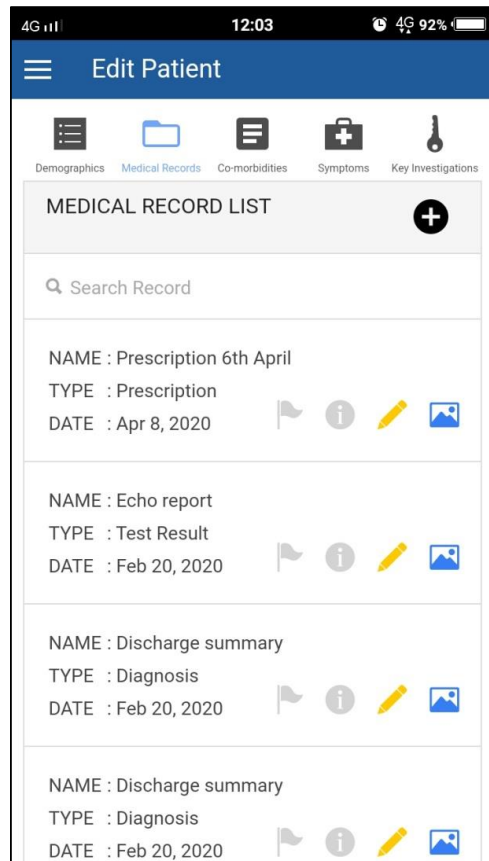 4G 12:03 4G 92%
Edit Patient
Demographics Medical Records Co-morbidities Symptoms Key Investigations
MEDICAL RECORD LIST
Search Record
NAME : Prescription 6th April
TYPE : Prescription
DATE : Apr 8, 2020
NAME : Echo report
TYPE : Test Result
DATE : Feb 20, 2020
NAME : Discharge summary
TYPE : Diagnosis
DATE : Feb 20, 2020
NAME : Discharge summary
TYPE : Diagnosis
DATE : Feb 20, 2020